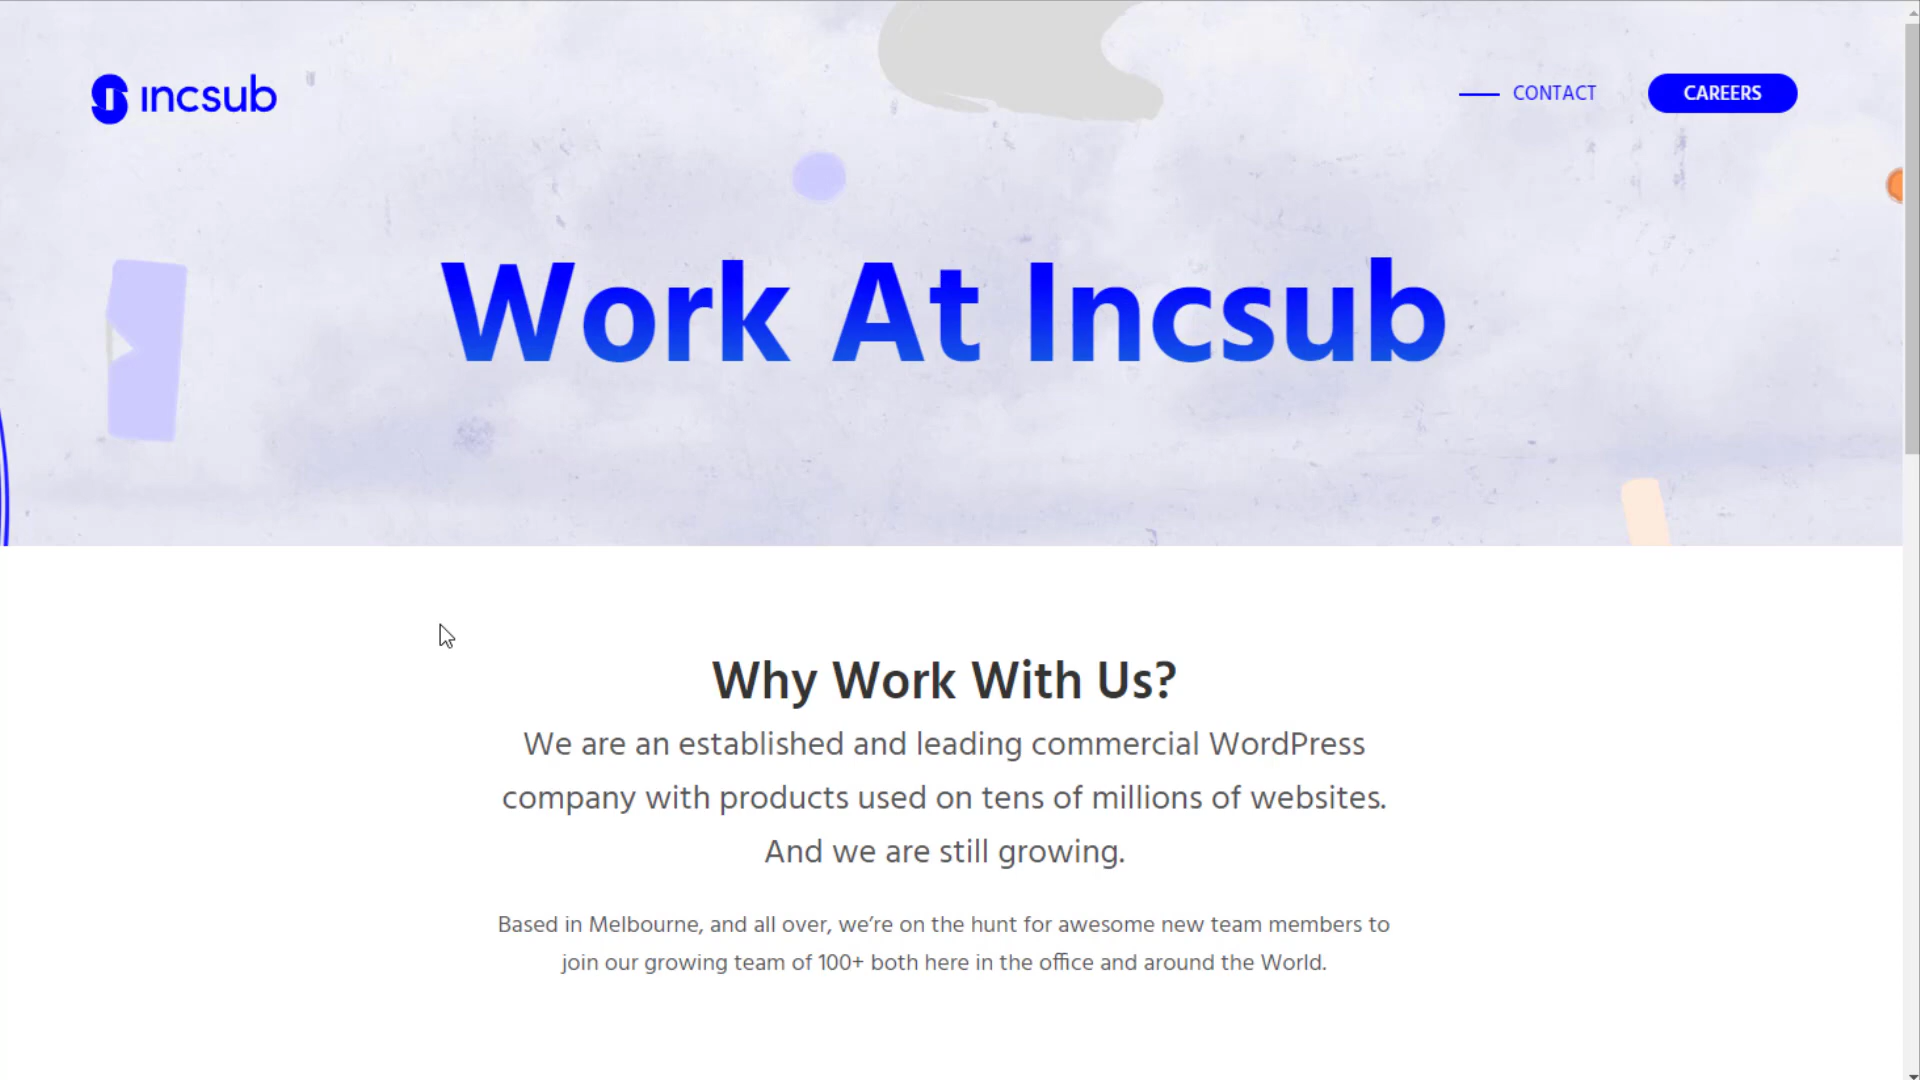 incsub
CONTACT
CAREERS
Work At Incsub
Why Work With Us?
We are an established and leading commercial WordPress
company with products used on tens of millions of websites.
And we are still growing.
Based in Melbourne, and all over, we’re on the hunt for awesome new team members to
join our growing team of 100+ both here in the office and around the World.